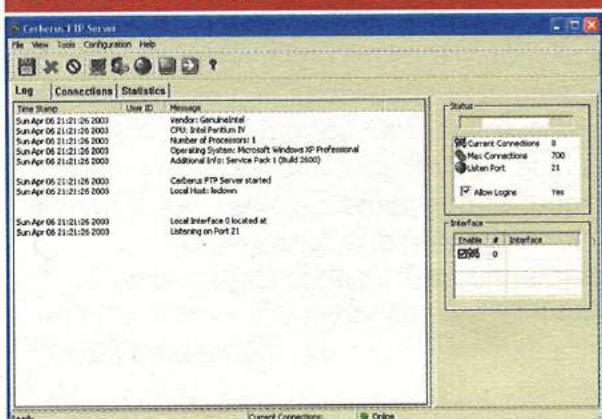 Cerberus FTP Server
File View Tools Configuration Help
Log Connections Statistics
Time Stamp User ID Message
Sun Apr 06 21:21:26 2003 Vendor: GenuineIntel
Sun Apr 06 21:21:26 2003 CPU: Intel Pentium IV
Sun Apr 06 21:21:26 2003 Number of Processors: 1
Sun Apr 06 21:21:26 2003 Operating System: Microsoft Windows XP Professional
Sun Apr 06 21:21:26 2003 Additional Info: Service Pack 1 (Build 2600)
Sun Apr 06 21:21:26 2003 Cerberus FTP Server started
Sun Apr 06 21:21:26 2003 Local Host:
Sun Apr 06 21:21:26 2003 Local Interface 0 located at
Sun Apr 06 21:21:26 2003 Listening on Port 21
Status
Current Connections 0
Max Connections 700
Listen Port 21
Allow Logins Yes
Interface
Enable # Interface
0
Ready Current Connections: Online